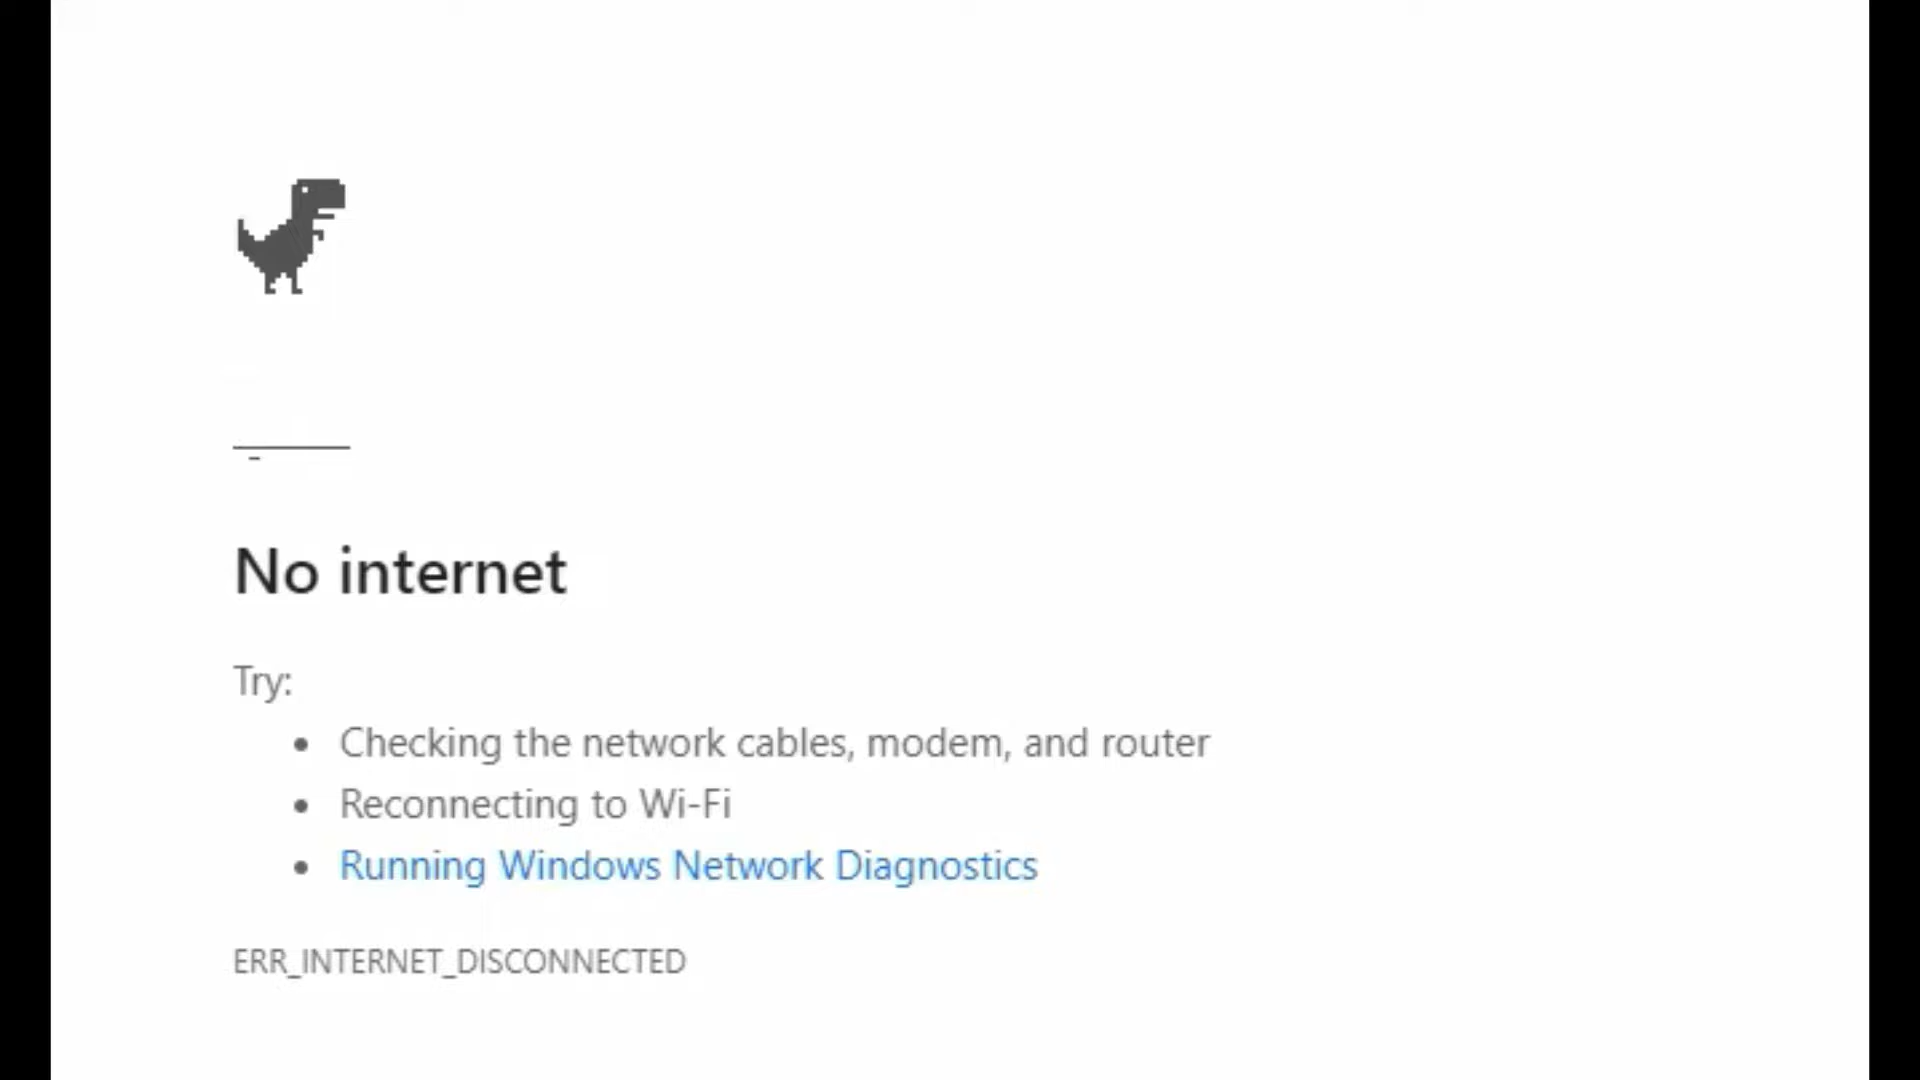 No internet
Try:
Checking the network cables, modem, and router
Reconnecting to Wi-Fi
Running Windows Network Diagnostics
ERR_INTERNET_DISCONNECTED